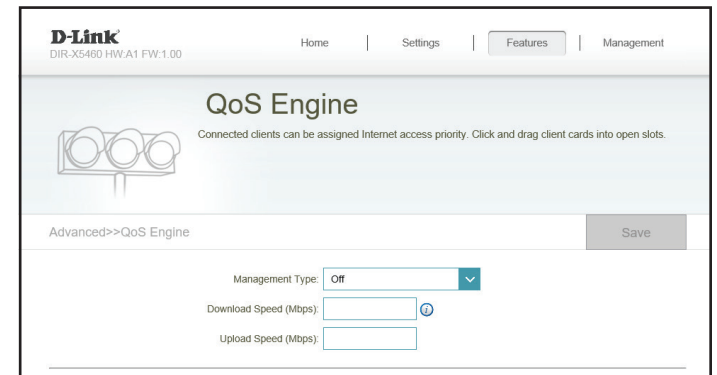 D-Link
DIR-X5460 HW:A1 FW:1.00
Home
Settings
Features
Management
QoS Engine
Connected clients can be assigned Internet access priority. Click and drag client cards into open slots.
Advanced>>QoS Engine
Save
Management Type: Off
Download Speed (Mbps): i
Upload Speed (Mbps):